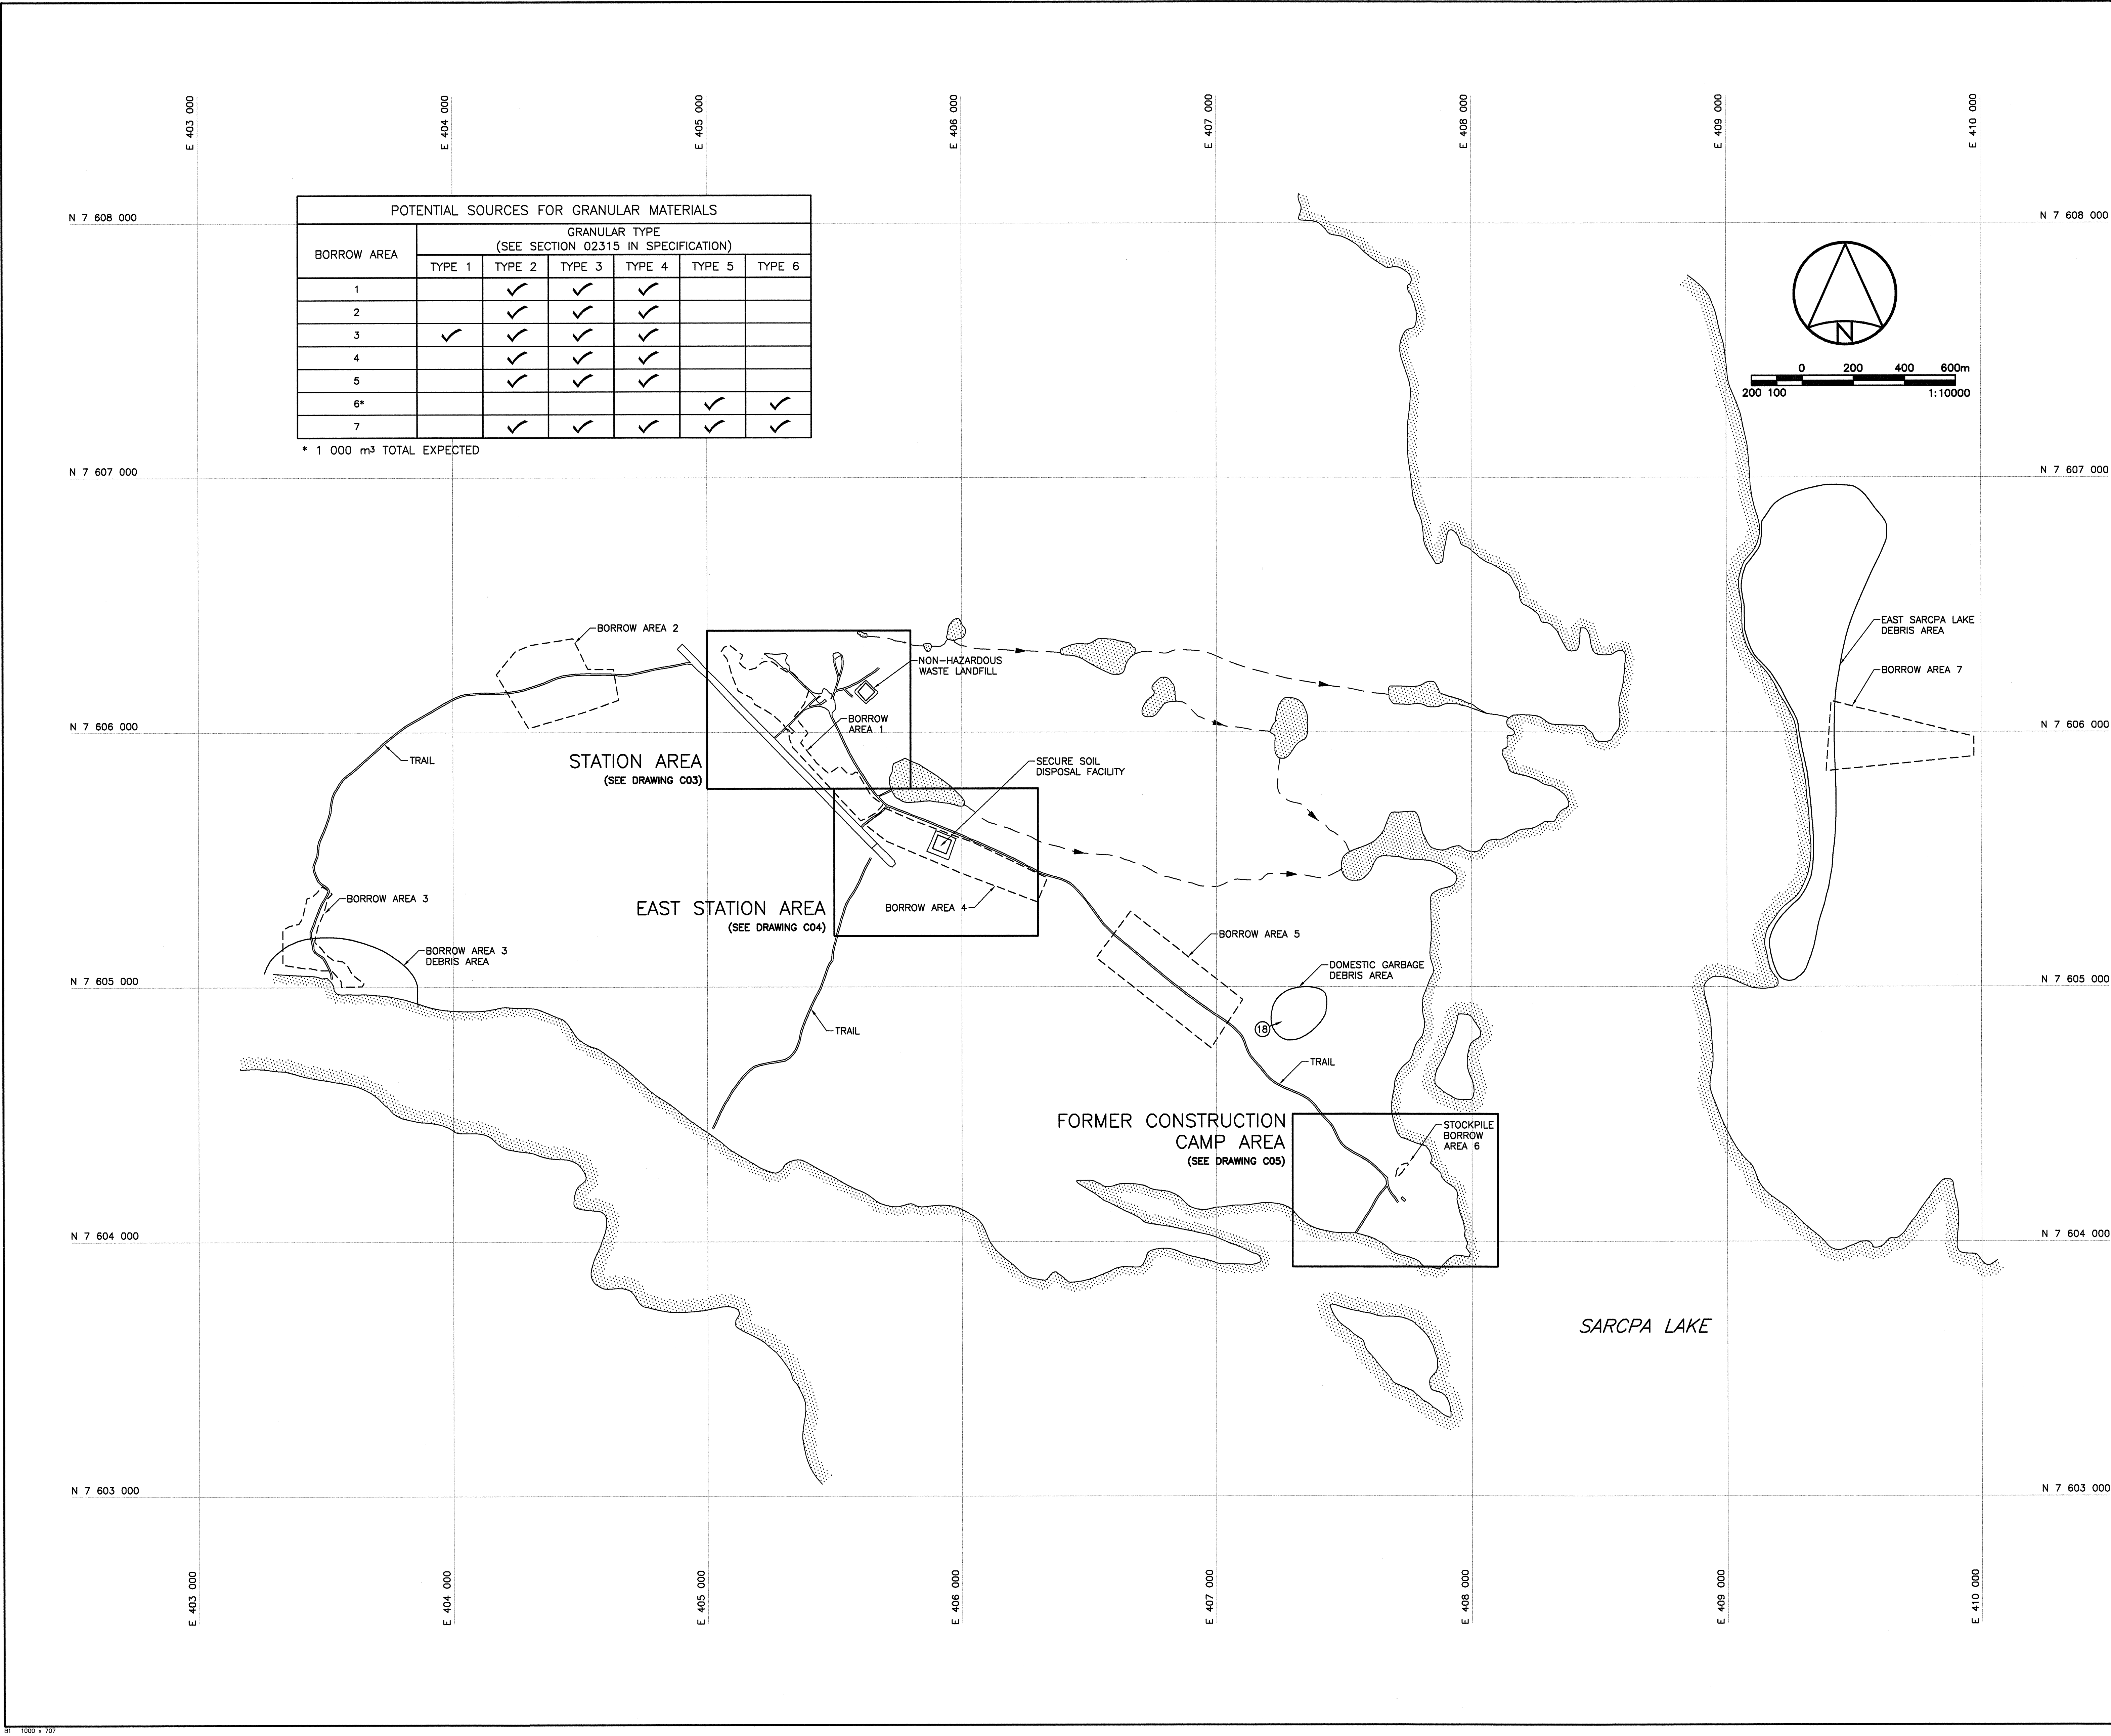 E 403 000
E 404 000
E 405 000
E 406 000
E 407 000
E 408 000
E 409 000
E 410 000
N 7 608 000
N 7 608 000
POTENTIAL SOURCES FOR GRANULAR MATERIALS
BORROW AREA
GRANULAR TYPE
(SEE SECTION 02315 IN SPECIFICATION)
TYPE 1 TYPE 2 TYPE 3 TYPE 4 TYPE 5 TYPE 6
1 ✓ ✓ ✓
2 ✓ ✓ ✓
3 ✓ ✓ ✓ ✓
4 ✓ ✓ ✓
5 ✓ ✓ ✓
6* ✓ ✓
7 ✓ ✓ ✓ ✓ ✓
* 1 000 m³ TOTAL EXPECTED
N
0 200 400 600m
200 100 1:10000
N 7 607 000
N 7 607 000
BORROW AREA 2
NON-HAZARDOUS
WASTE LANDFILL
EAST SARCPA LAKE
DEBRIS AREA
BORROW AREA 7
N 7 606 000
N 7 606 000
BORROW
AREA 1
TRAIL
STATION AREA
(SEE DRAWING C03)
SECURE SOIL
DISPOSAL FACILITY
BORROW AREA 3
EAST STATION AREA
(SEE DRAWING C04)
BORROW AREA 4
BORROW AREA 5
BORROW AREA 3
DEBRIS AREA
DOMESTIC GARBAGE
DEBRIS AREA
N 7 605 000
N 7 605 000
18
TRAIL
TRAIL
FORMER CONSTRUCTION
CAMP AREA
(SEE DRAWING C05)
STOCKPILE
BORROW
AREA 6
N 7 604 000
N 7 604 000
SARCPA LAKE
N 7 603 000
N 7 603 000
E 403 000
E 404 000
E 405 000
E 406 000
E 407 000
E 408 000
E 409 000
E 410 000
B1 1000 x 707